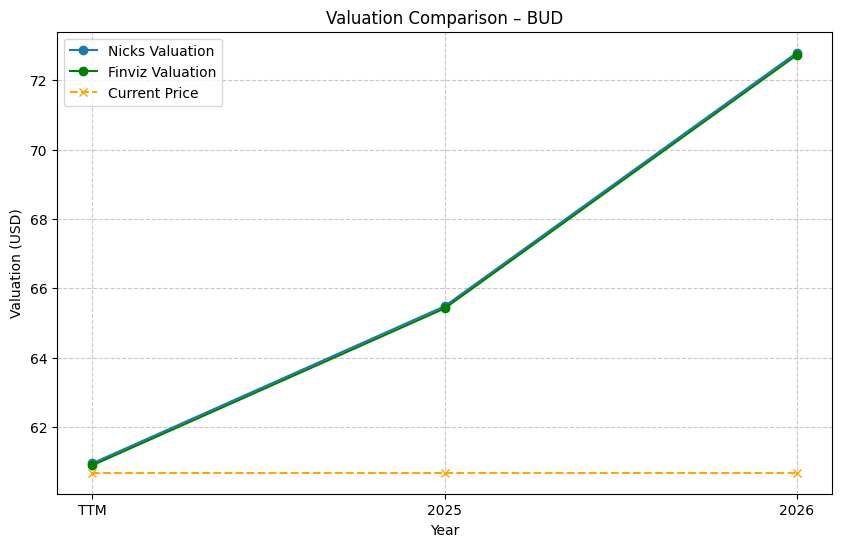 Valuation Comparison – BUD
Nicks Valuation
Finviz Valuation
Current Price
Valuation (USD)
72
70
68
66
64
62
TTM
2025
2026
Year